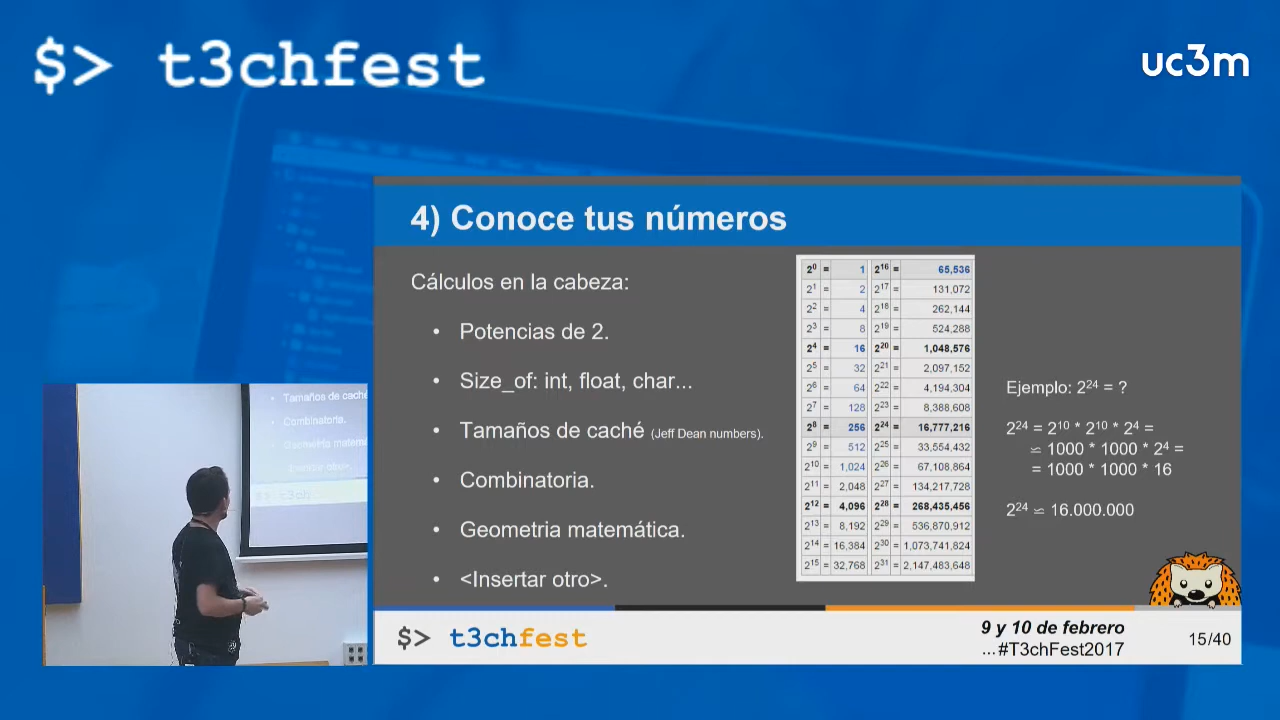 $> t3chfest
uc3m
4) Conoce tus números
Cálculos en la cabeza:
• Potencias de 2.
• Size_of: int, float, char...
• Tamaños de caché (Jeff Dean numbers).
• Combinatoria.
• Geometria matemática.
• <Insertar otro>.
2⁰ = 1 2¹⁶ = 65,536
2¹ = 2 2¹⁷ = 131,072
2² = 4 2¹⁸ = 262,144
2³ = 8 2¹⁹ = 524,288
2⁴ = 16 2²⁰ = 1,048,576
2⁵ = 32 2²¹ = 2,097,152
2⁶ = 64 2²² = 4,194,304
2⁷ = 128 2²³ = 8,388,608
2⁸ = 256 2²⁴ = 16,777,216
2⁹ = 512 2²⁵ = 33,554,432
2¹⁰ = 1,024 2²⁶ = 67,108,864
2¹¹ = 2,048 2²⁷ = 134,217,728
2¹² = 4,096 2²⁸ = 268,435,456
2¹³ = 8,192 2²⁹ = 536,870,912
2¹⁴ = 16,384 2³⁰ = 1,073,741,824
2¹⁵ = 32,768 2³¹ = 2,147,483,648
Ejemplo: 2²⁴ = ?
2²⁴ = 2¹⁰ * 2¹⁰ * 2⁴ =
≃ 1000 * 1000 * 2⁴ =
= 1000 * 1000 * 16
2²⁴ ≃ 16.000.000
$> t3chfest
9 y 10 de febrero
...#T3chFest2017
15/40
• Tamaños de caché
Combinatoria.